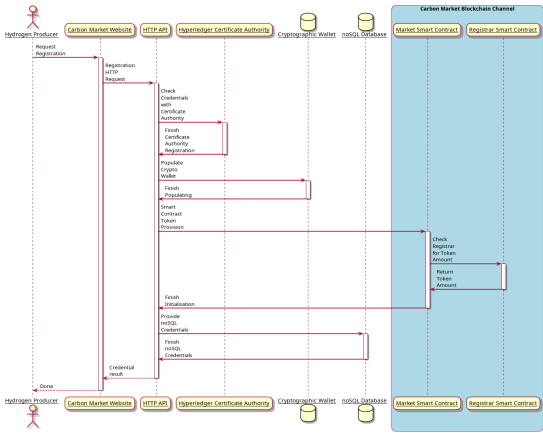 Carbon Market Blockchain Channel
Hydrogen Producer
Carbon Market Website
HTTP API
Hyperledger Certificate Authority
Cryptographic Wallet
noSQL Database
Market Smart Contract
Registrar Smart Contract
Request
Registration
Registration
HTTP
Request
Check
Credentials
with
Certificate
Authority
Finish
Certificate
Authority
Registration
Populate
Crypto
Wallet
Finish
Populating
Smart
Contract
Token
Provision
Check
Registrar
for Token
Amount
Return
Token
Amount
Finish
Initialisation
Provide
noSQL
Credentials
Finish
noSQL
Credentials
Credential
result
Done
Hydrogen Producer
Carbon Market Website
HTTP API
Hyperledger Certificate Authority
Cryptographic Wallet
noSQL Database
Market Smart Contract
Registrar Smart Contract